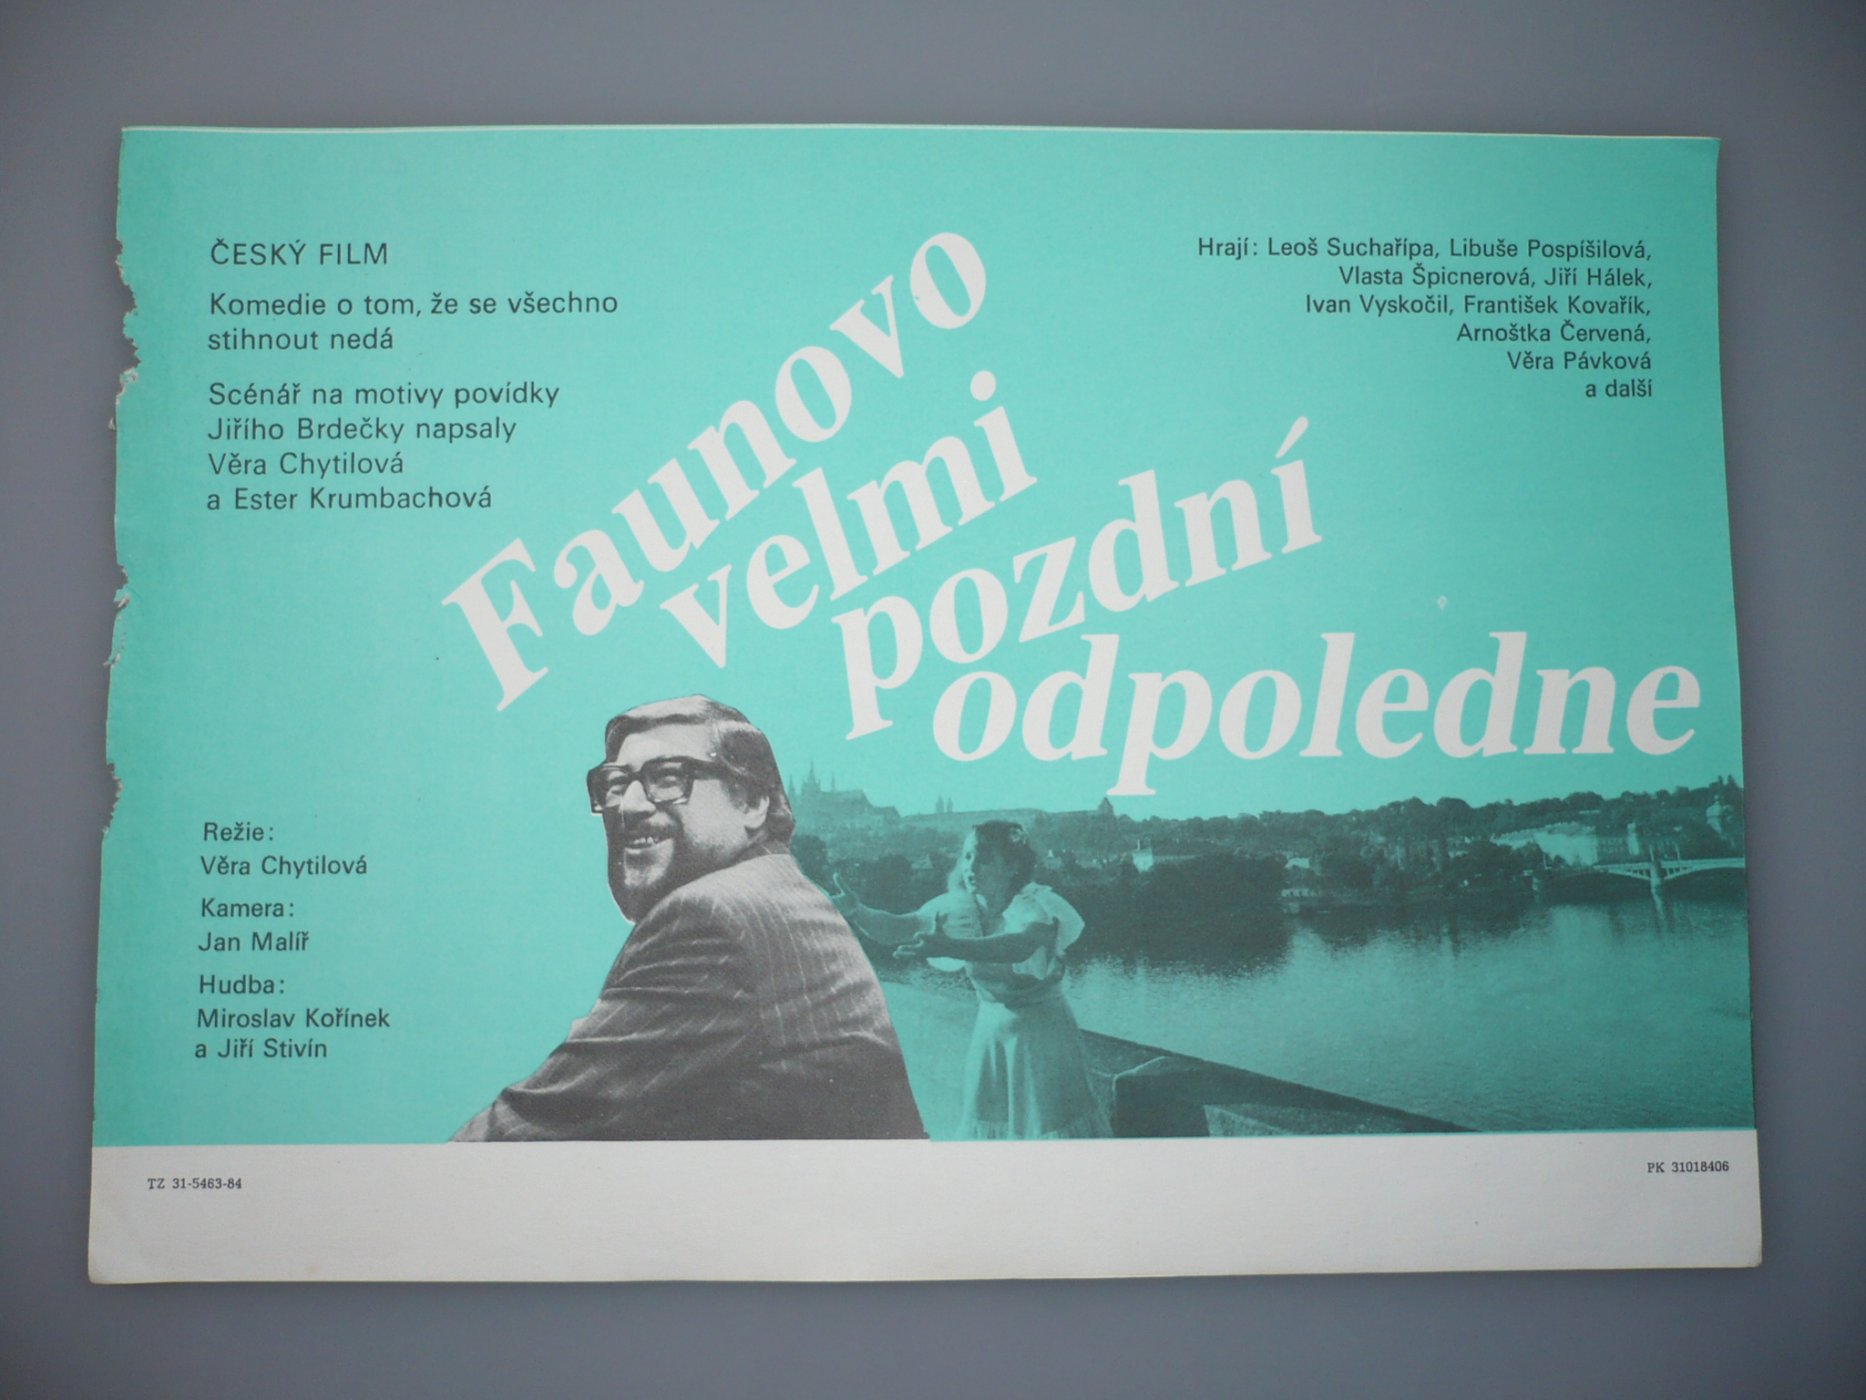 ČESKÝ FILM
Komedie o tom, že se všechno
stihnout nedá
Scénář na motivy povídky
Jiřího Brdečky napsaly
Věra Chytilová
a Ester Krumbachová
Hrají: Leoš Suchařípa, Libuše Pospíšilová,
Vlasta Špicnerová, Jiří Hálek,
Ivan Vyskočil, František Kovařík,
Arnoštka Červená,
Věra Pávková
a další
Faunovo
velmi
pozdní
odpoledne
Režie:
Věra Chytilová
Kamera:
Jan Malíř
Hudba:
Miroslav Kořínek
a Jiří Stivín
TZ 31-5463-84
PK 31018406